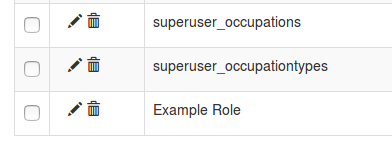 superuser_occupations
superuser_occupationtypes
Example Role